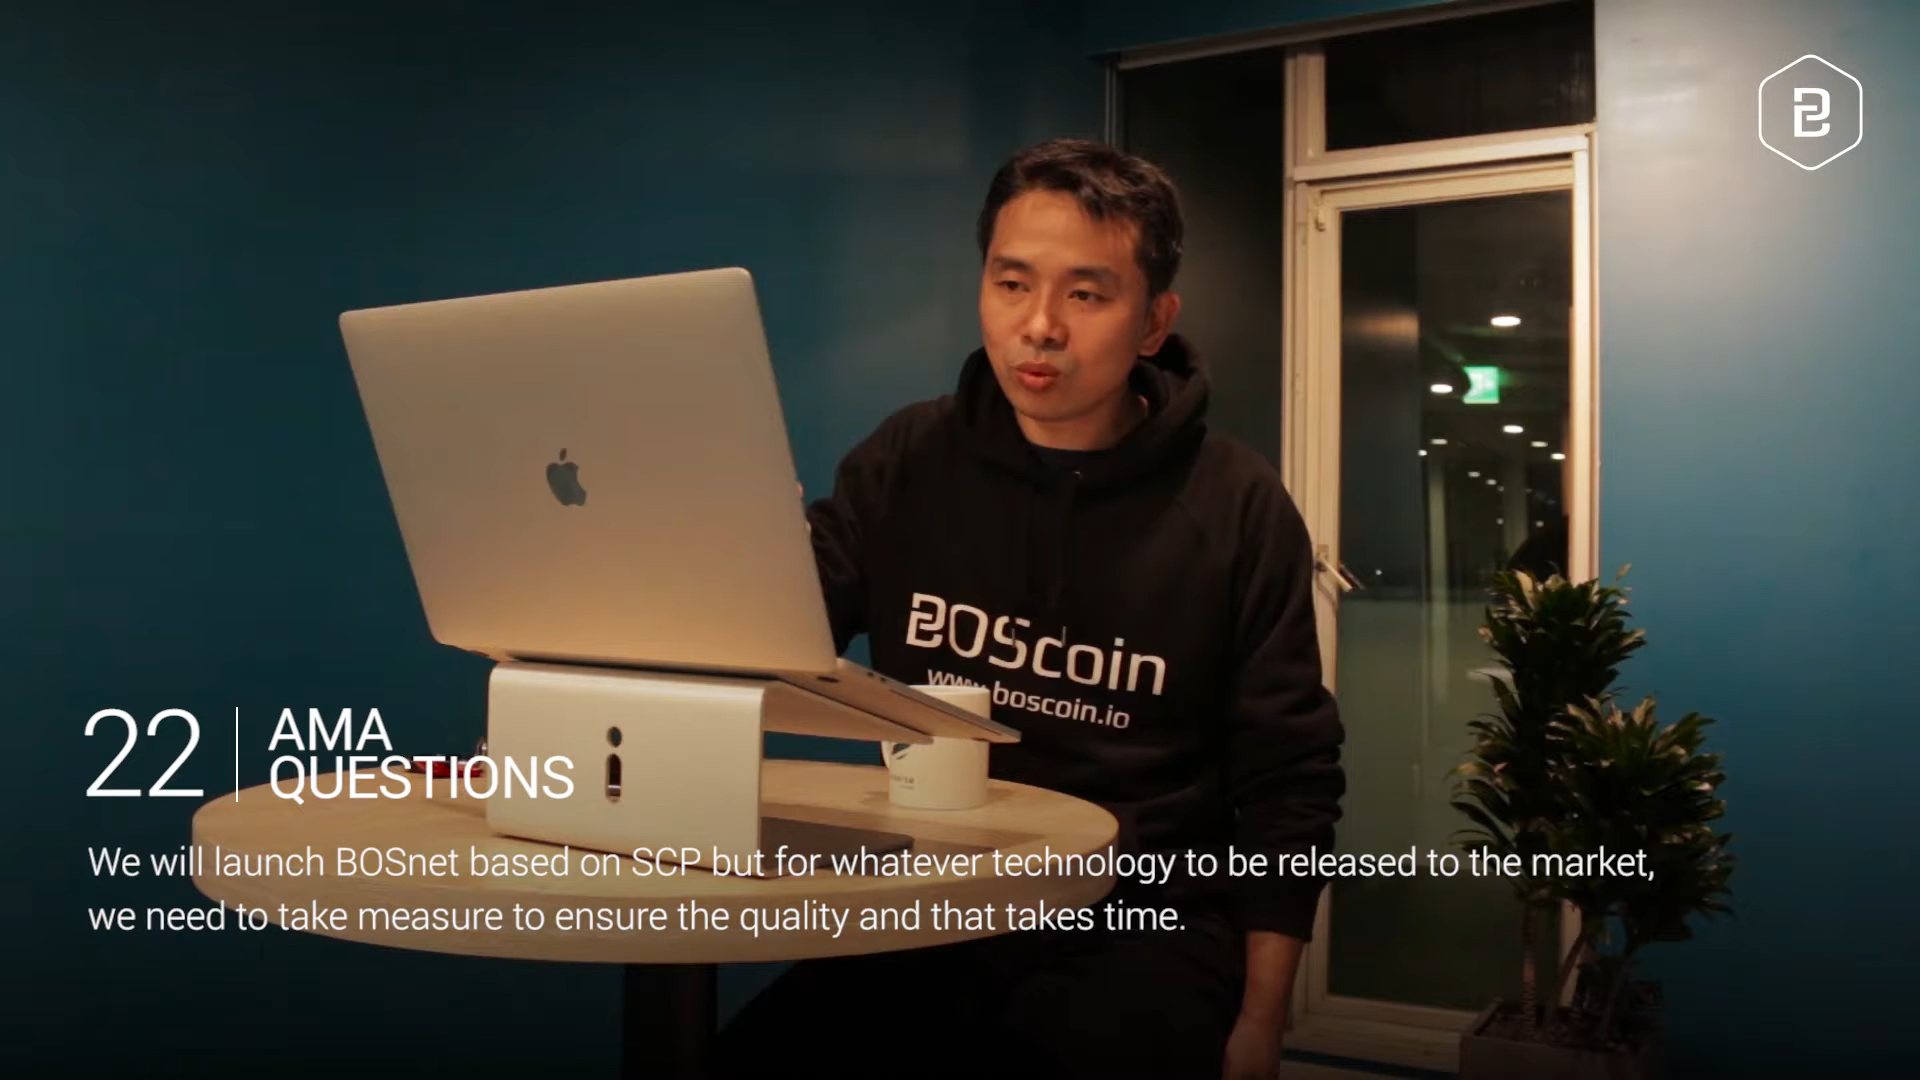 BOScoin
www.boscoin.io
22
AMA
QUESTIONS
We will launch BOSnet based on SCP but for whatever technology to be released to the market,
we need to take measure to ensure the quality and that takes time.